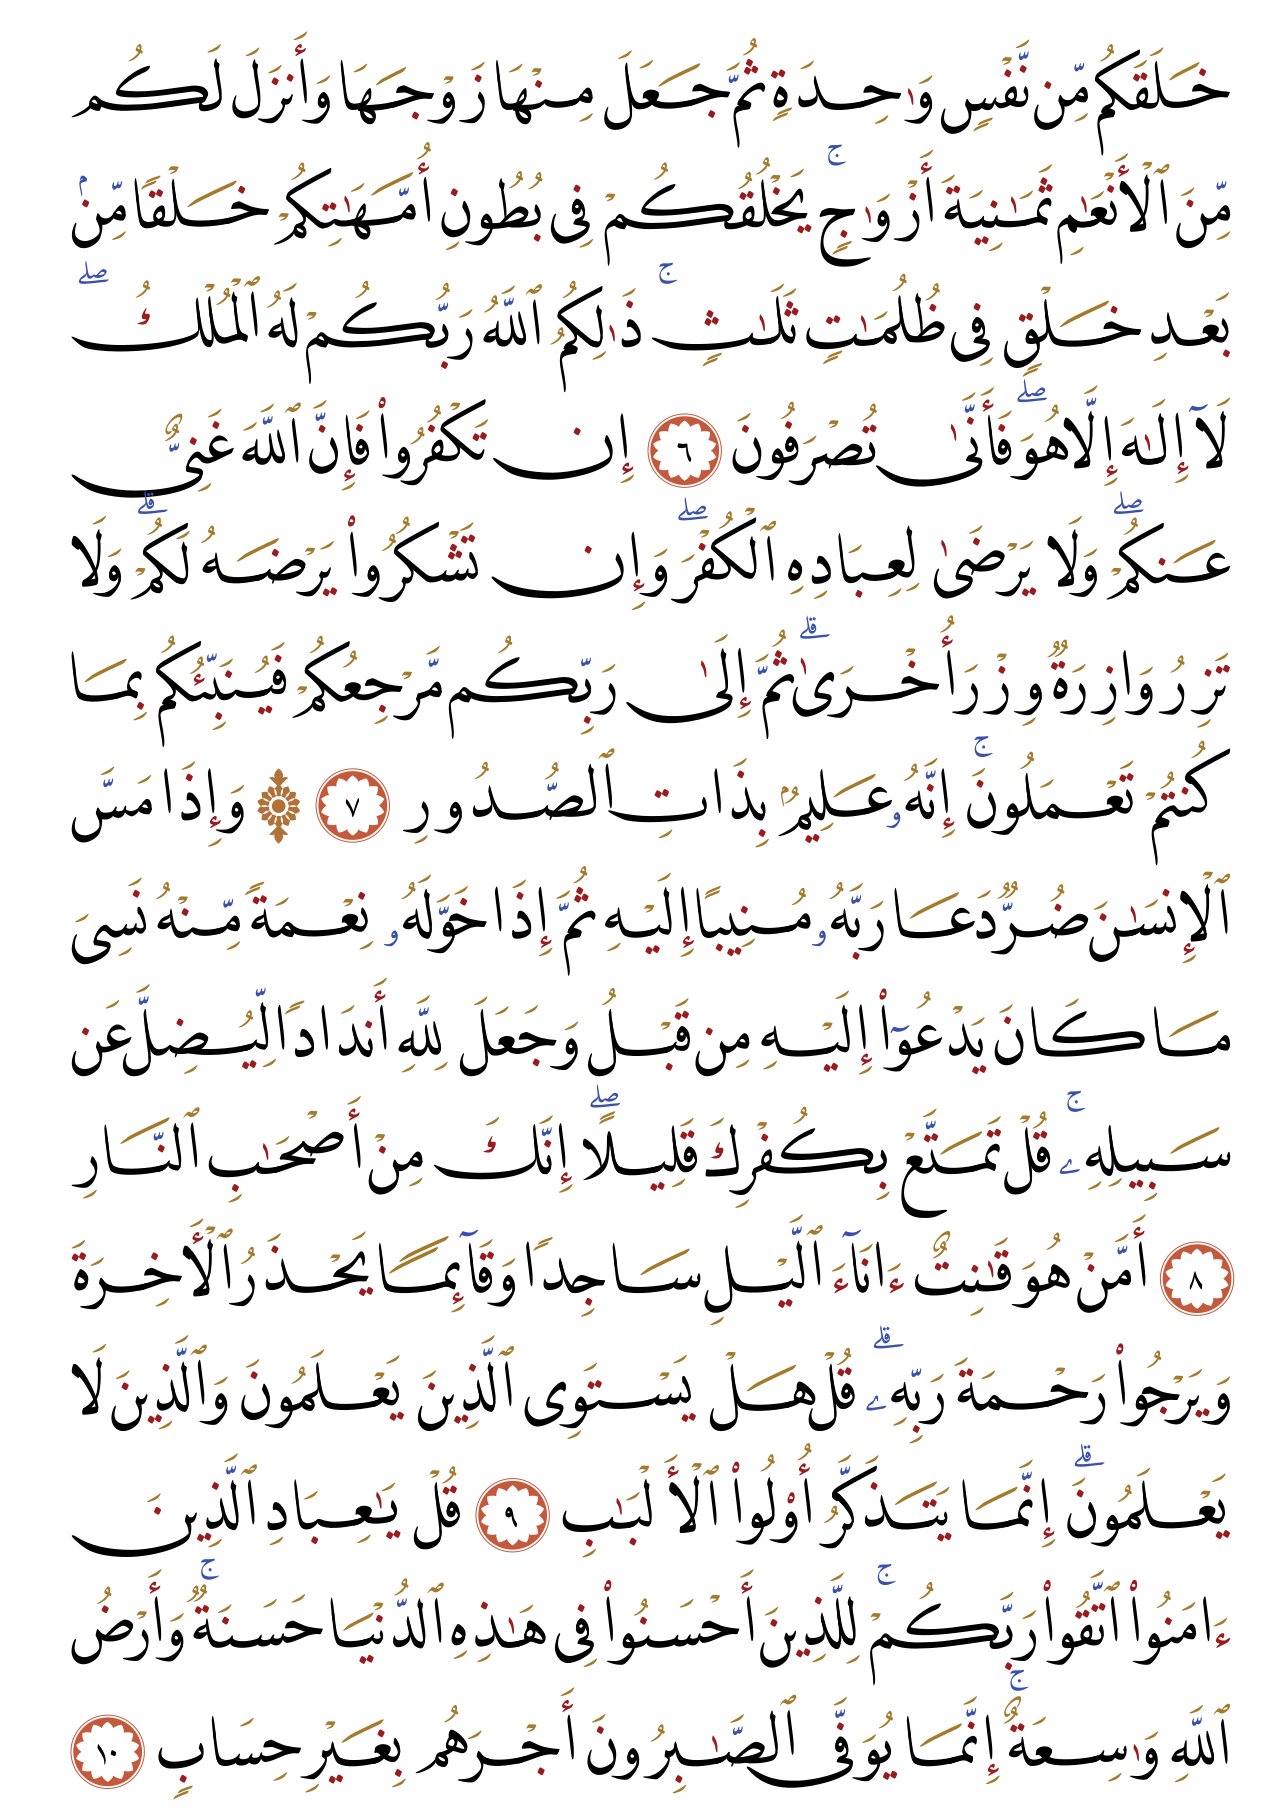 خَلَقَكُم مِّن نَّفْسٍ وَٰحِدَةٍ ثُمَّ جَعَلَ مِنْهَا زَوْجَهَا وَأَنزَلَ لَكُم
مِّنَ ٱلْأَنْعَٰمِ ثَمَٰنِيَةَ أَزْوَٰجٍ ۚ يَخْلُقُكُمْ فِى بُطُونِ أُمَّهَٰتِكُمْ خَلْقًا مِّنۢ
بَعْدِ خَلْقٍ فِى ظُلُمَٰتٍ ثَلَٰثٍ ۚ ذَٰلِكُمُ ٱللَّهُ رَبُّكُمْ لَهُ ٱلْمُلْكُ ۖ
لَآ إِلَٰهَ إِلَّا هُوَ ۖ فَأَنَّىٰ تُصْرَفُونَ ٦ إِن تَكْفُرُوا۟ فَإِنَّ ٱللَّهَ غَنِىٌّ
عَنكُمْ ۖ وَلَا يَرْضَىٰ لِعِبَادِهِ ٱلْكُفْرَ ۖ وَإِن تَشْكُرُوا۟ يَرْضَهُ لَكُمْ ۗ وَلَا
تَزِرُ وَازِرَةٌ وِزْرَ أُخْرَىٰ ۗ ثُمَّ إِلَىٰ رَبِّكُم مَّرْجِعُكُمْ فَيُنَبِّئُكُم بِمَا
كُنتُمْ تَعْمَلُونَ ۚ إِنَّهُۥ عَلِيمٌۢ بِذَاتِ ٱلصُّدُورِ ٧ ۞ وَإِذَا مَسَّ
ٱلْإِنسَٰنَ ضُرٌّ دَعَا رَبَّهُۥ مُنِيبًا إِلَيْهِ ثُمَّ إِذَا خَوَّلَهُۥ نِعْمَةً مِّنْهُ نَسِىَ
مَا كَانَ يَدْعُوٓا۟ إِلَيْهِ مِن قَبْلُ وَجَعَلَ لِلَّهِ أَندَادًا لِّيُضِلَّ عَن
سَبِيلِهِۦ ۚ قُلْ تَمَتَّعْ بِكُفْرِكَ قَلِيلًا ۖ إِنَّكَ مِنْ أَصْحَٰبِ ٱلنَّارِ
٨ أَمَّنْ هُوَ قَٰنِتٌ ءَانَآءَ ٱلَّيْلِ سَاجِدًا وَقَآئِمًا يَحْذَرُ ٱلْأَخِرَةَ
وَيَرْجُوا۟ رَحْمَةَ رَبِّهِۦ ۗ قُلْ هَلْ يَسْتَوِى ٱلَّذِينَ يَعْلَمُونَ وَٱلَّذِينَ لَا
يَعْلَمُونَ ۗ إِنَّمَا يَتَذَكَّرُ أُو۟لُوا۟ ٱلْأَلْبَٰبِ ٩ قُلْ يَٰعِبَادِ ٱلَّذِينَ
ءَامَنُوا۟ ٱتَّقُوا۟ رَبَّكُمْ ۚ لِلَّذِينَ أَحْسَنُوا۟ فِى هَٰذِهِ ٱلدُّنْيَا حَسَنَةٌ ۗ وَأَرْضُ
ٱللَّهِ وَٰسِعَةٌ ۗ إِنَّمَا يُوَفَّى ٱلصَّٰبِرُونَ أَجْرَهُم بِغَيْرِ حِسَابٍ ١٠